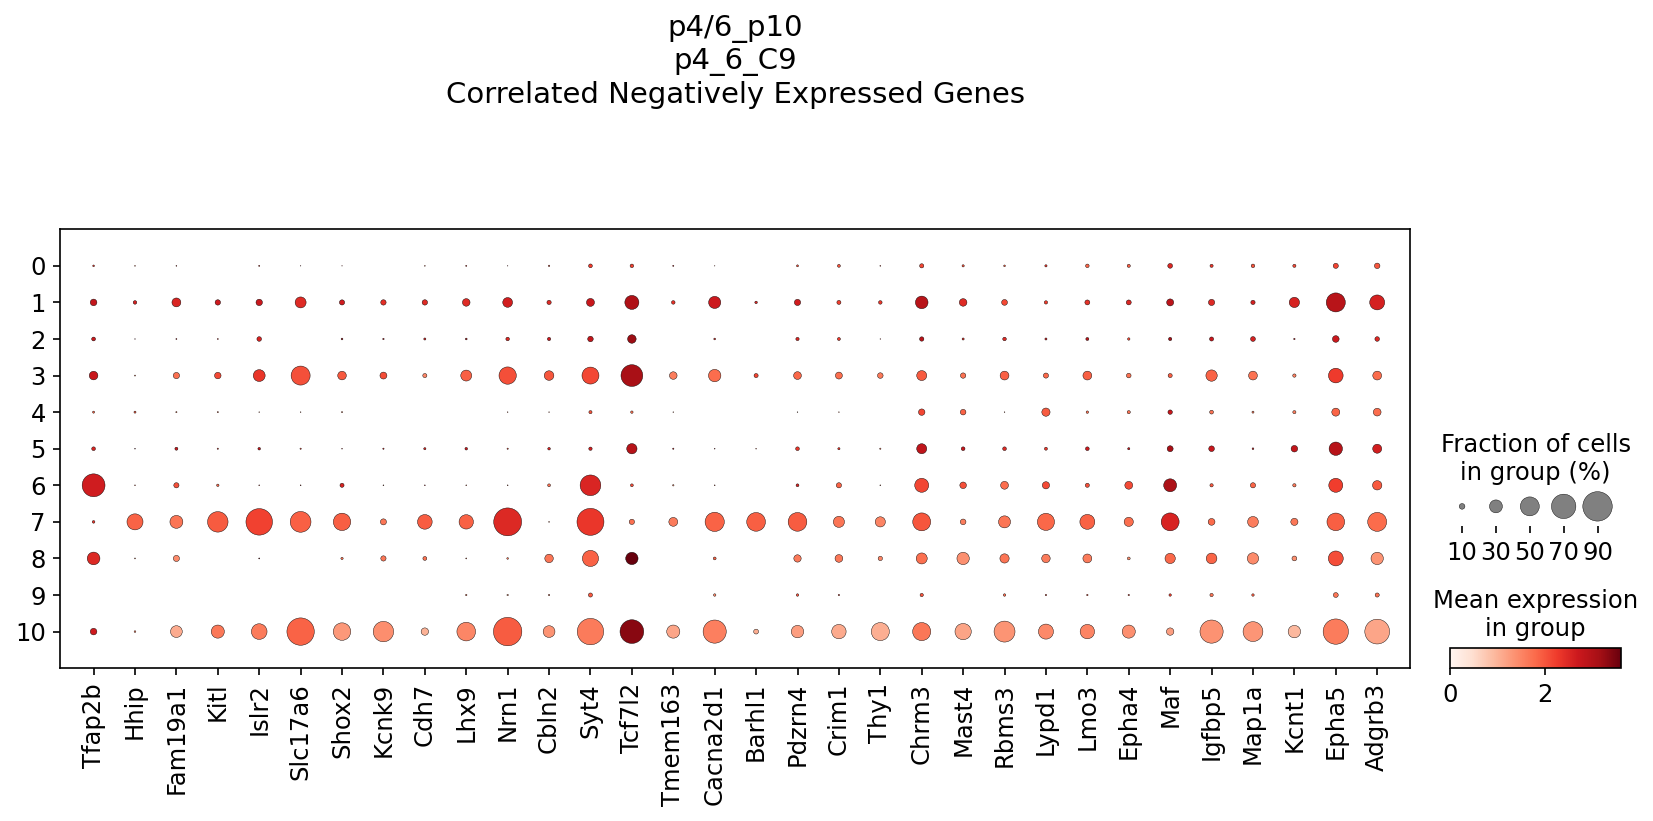 p4/6_p10
p4_6_C9
Correlated Negatively Expressed Genes
0
1
2
3
4
5
6
7
8
9
10
Tfap2b
Hhip
Fam19a1
Kitl
Islr2
Slc17a6
Shox2
Kcnk9
Cdh7
Lhx9
Nrn1
Cbln2
Syt4
Tcf7l2
Tmem163
Cacna2d1
Barhl1
Pdzrn4
Crim1
Thy1
Chrm3
Mast4
Rbms3
Lypd1
Lmo3
Epha4
Maf
Igfbp5
Map1a
Kcnt1
Epha5
Adgrb3
Fraction of cells
in group (%)
10 30 50 70 90
Mean expression
in group
0 2